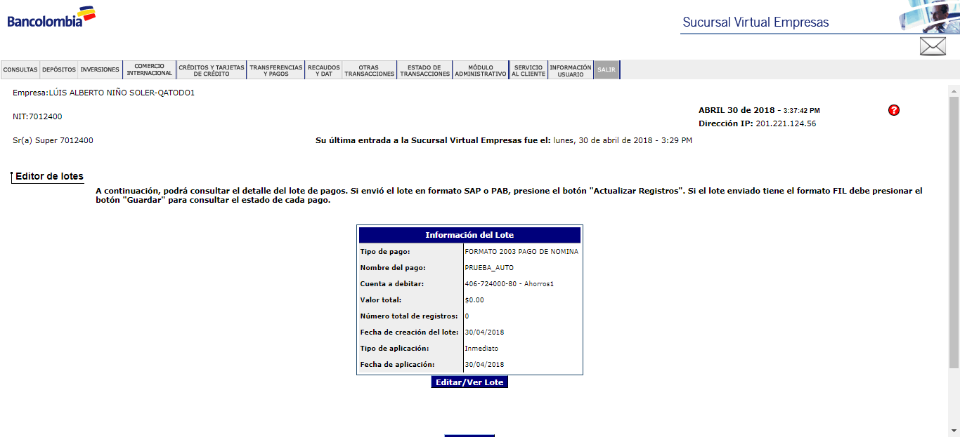 Bancolombia
Sucursal Virtual Empresas
CONSULTAS DEPÓSITOS INVERSIONES COMERCIO INTERNACIONAL CRÉDITOS Y TARJETAS DE CRÉDITO TRANSFERENCIAS Y PAGOS RECAUDOS Y DAT OTRAS TRANSACCIONES ESTADO DE TRANSACCIONES MÓDULO ADMINISTRATIVO SERVICIO AL CLIENTE INFORMACIÓN USUARIO SALIR
Empresa:LÚIS ALBERTO NIÑO SOLER-QATODO1
ABRIL 30 de 2018 - 3:37:42 PM
?
NIT:7012400
Dirección IP: 201.221.124.56
Sr(a) Super 7012400
Su última entrada a la Sucursal Virtual Empresas fue el: lunes, 30 de abril de 2018 - 3:29 PM
Editor de lotes
A continuación, podrá consultar el detalle del lote de pagos. Si envió el lote en formato SAP o PAB, presione el botón "Actualizar Registros". Si el lote enviado tiene el formato FIL debe presionar el
botón "Guardar" para consultar el estado de cada pago.
Información del Lote
Tipo de pago: FORMATO 2003 PAGO DE NOMINA
Nombre del pago: PRUEBA_AUTO
Cuenta a debitar: 406-724000-80 - Ahorros1
Valor total: $0.00
Número total de registros: 0
Fecha de creación del lote: 30/04/2018
Tipo de aplicación: Inmediato
Fecha de aplicación: 30/04/2018
Editar/Ver Lote